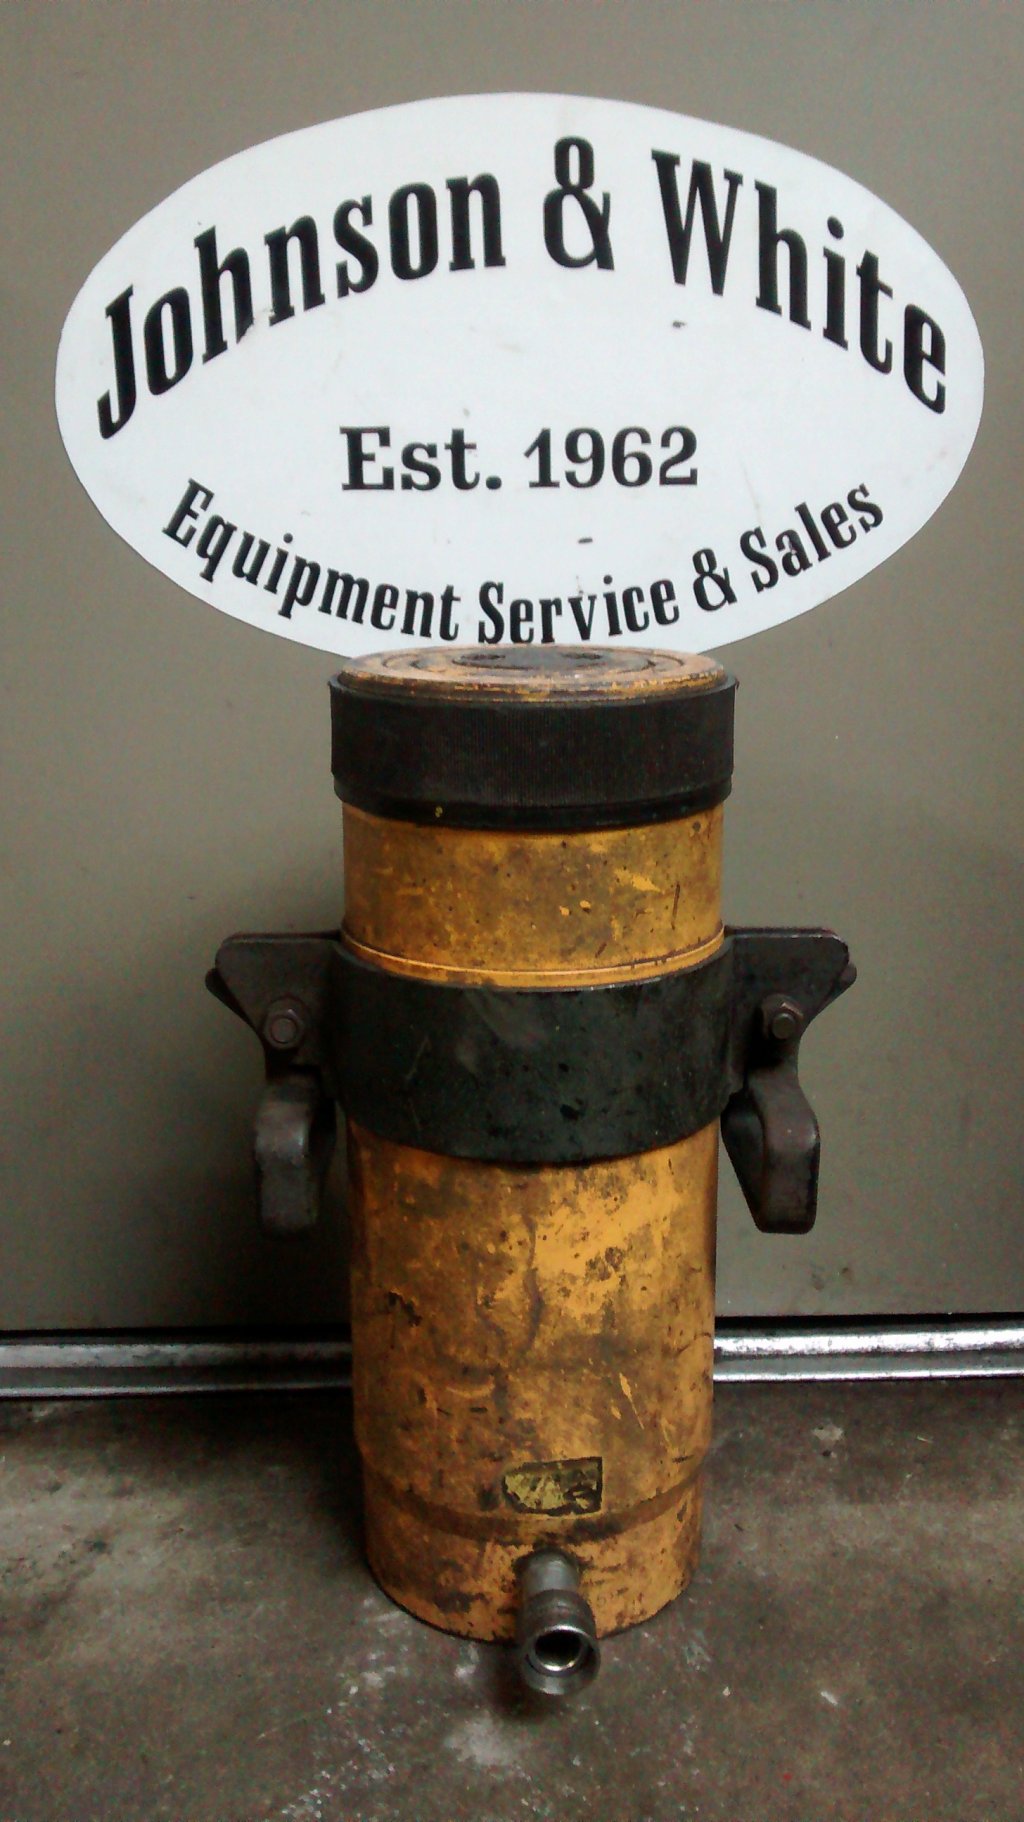 Johnson & White
Est. 1962
Equipment Service & Sales